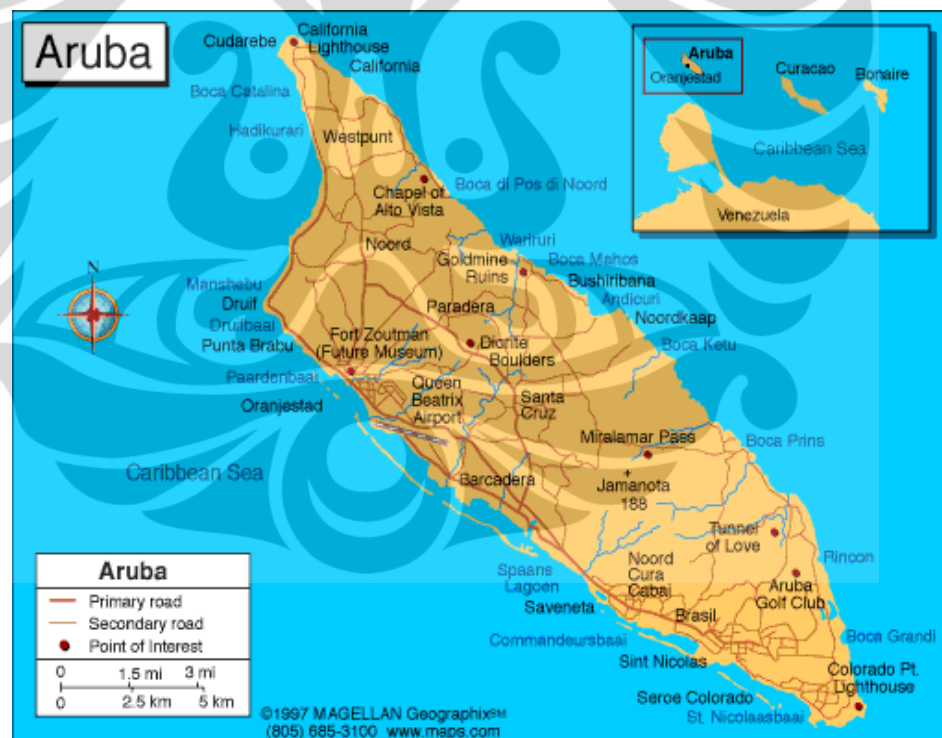 Aruba
Cudarebe
California
Lighthouse
California
Boca Catalina
Hadikurari
Westpunt
Chapel of
Alto Vista
Boca di Pos di Noord
Noord
Wariruri
Goldmine
Ruins
Boca Mahos
Bushiribana
Andicuri
Noordkaap
Manshebu
Druif
Druifbaai
Punta Brabu
Paradera
Fort Zoutman
(Future Museum)
Diorite
Boulders
Boca Ketu
Paardenbaai
Oranjestad
Queen
Beatrix
Airport
Santa
Cruz
Miralamar Pass
Boca Prins
Caribbean Sea
Barcadera
Jamanota
188
Tunnel
of Love
Rincon
Spaans
Lagoen
Noord
Cura
Cabai
Aruba
Golf Club
Saveneta
Brasil
Commandeursbaai
Boca Grandi
Sint Nicolas
Colorado Pt.
Lighthouse
Seroe Colorado
St. Nicolaasbaai
N
Aruba
Oranjestad
Curacao
Bonaire
Caribbean Sea
Venezuela
Aruba
Primary road
Secondary road
Point of Interest
0 1.5 mi 3 mi
0 2.5 km 5 km
©1997 MAGELLAN Geographix℠
(805) 685-3100 www.maps.com